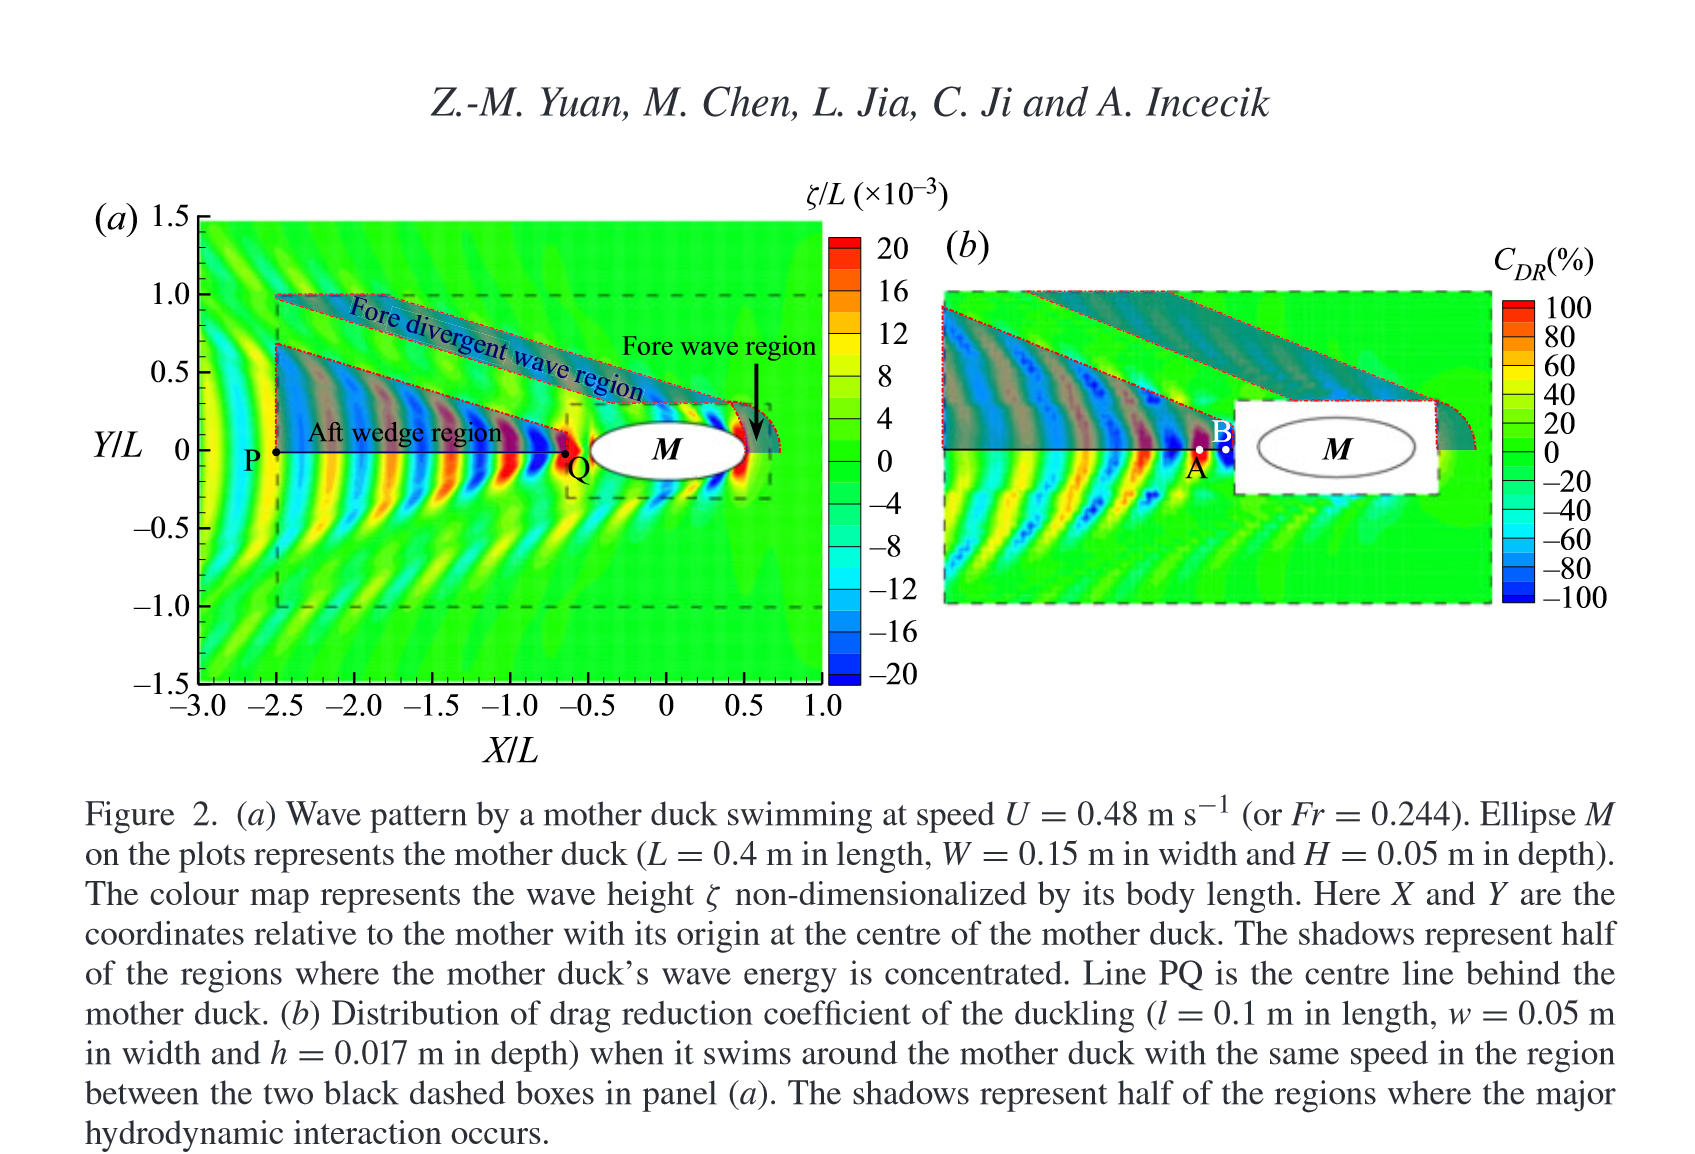 Z.-M. Yuan, M. Chen, L. Jia, C. Ji and A. Incecik
(a)
ζ/L (×10–3)
1.5
1.0
0.5
0
–0.5
–1.0
–1.5
Y/L
–3.0 –2.5 –2.0 –1.5 –1.0 –0.5 0 0.5 1.0
X/L
Fore divergent wave region
Fore wave region
Aft wedge region
P
Q
M
20
16
12
8
4
0
–4
–8
–12
–16
–20
(b)
CDR(%)
B
A
M
100
80
60
40
20
0
–20
–40
–60
–80
–100
Figure 2. (a) Wave pattern by a mother duck swimming at speed U = 0.48 m s−1 (or Fr = 0.244). Ellipse M
on the plots represents the mother duck (L = 0.4 m in length, W = 0.15 m in width and H = 0.05 m in depth).
The colour map represents the wave height ζ non-dimensionalized by its body length. Here X and Y are the
coordinates relative to the mother with its origin at the centre of the mother duck. The shadows represent half
of the regions where the mother duck’s wave energy is concentrated. Line PQ is the centre line behind the
mother duck. (b) Distribution of drag reduction coefficient of the duckling (l = 0.1 m in length, w = 0.05 m
in width and h = 0.017 m in depth) when it swims around the mother duck with the same speed in the region
between the two black dashed boxes in panel (a). The shadows represent half of the regions where the major
hydrodynamic interaction occurs.